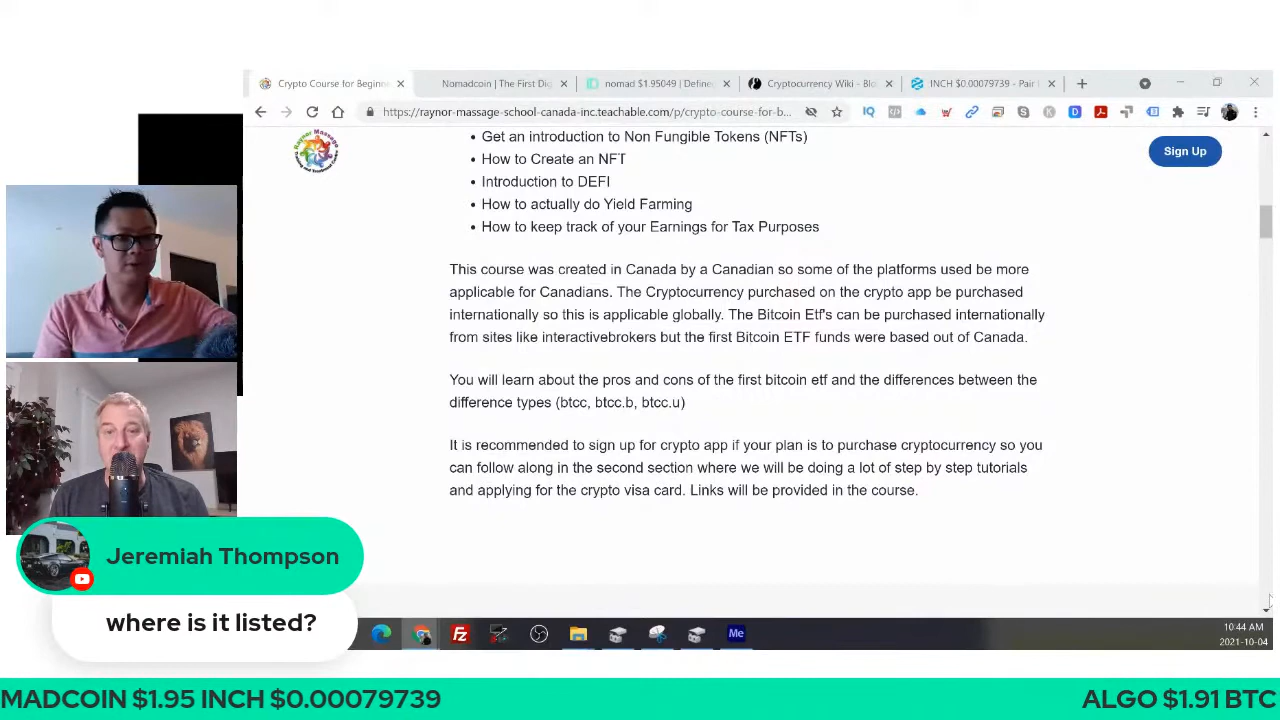 Crypto Course for Beginne
Nomadcoin | The First Dig
nomad $1.95049 | Define
Cryptocurrency Wiki - Blo
INCH $0.00079739 - Pair
https://raynor-massage-school-canada-inc.teachable.com/p/crypto-course-for-b...
Sign Up
• Get an introduction to Non Fungible Tokens (NFTs)
• How to Create an NFT
• Introduction to DEFI
• How to actually do Yield Farming
• How to keep track of your Earnings for Tax Purposes
This course was created in Canada by a Canadian so some of the platforms used be more
applicable for Canadians. The Cryptocurrency purchased on the crypto app be purchased
internationally so this is applicable globally. The Bitcoin Etf's can be purchased internationally
from sites like interactivebrokers but the first Bitcoin ETF funds were based out of Canada.
You will learn about the pros and cons of the first bitcoin etf and the differences between the
difference types (btcc, btcc.b, btcc.u)
It is recommended to sign up for crypto app if your plan is to purchase cryptocurrency so you
can follow along in the second section where we will be doing a lot of step by step tutorials
and applying for the crypto visa card. Links will be provided in the course.
Jeremiah Thompson
where is it listed?
Fz
Me
10:44 AM
2021-10-04
MADCOIN $1.95 INCH $0.00079739
ALGO $1.91 BTC